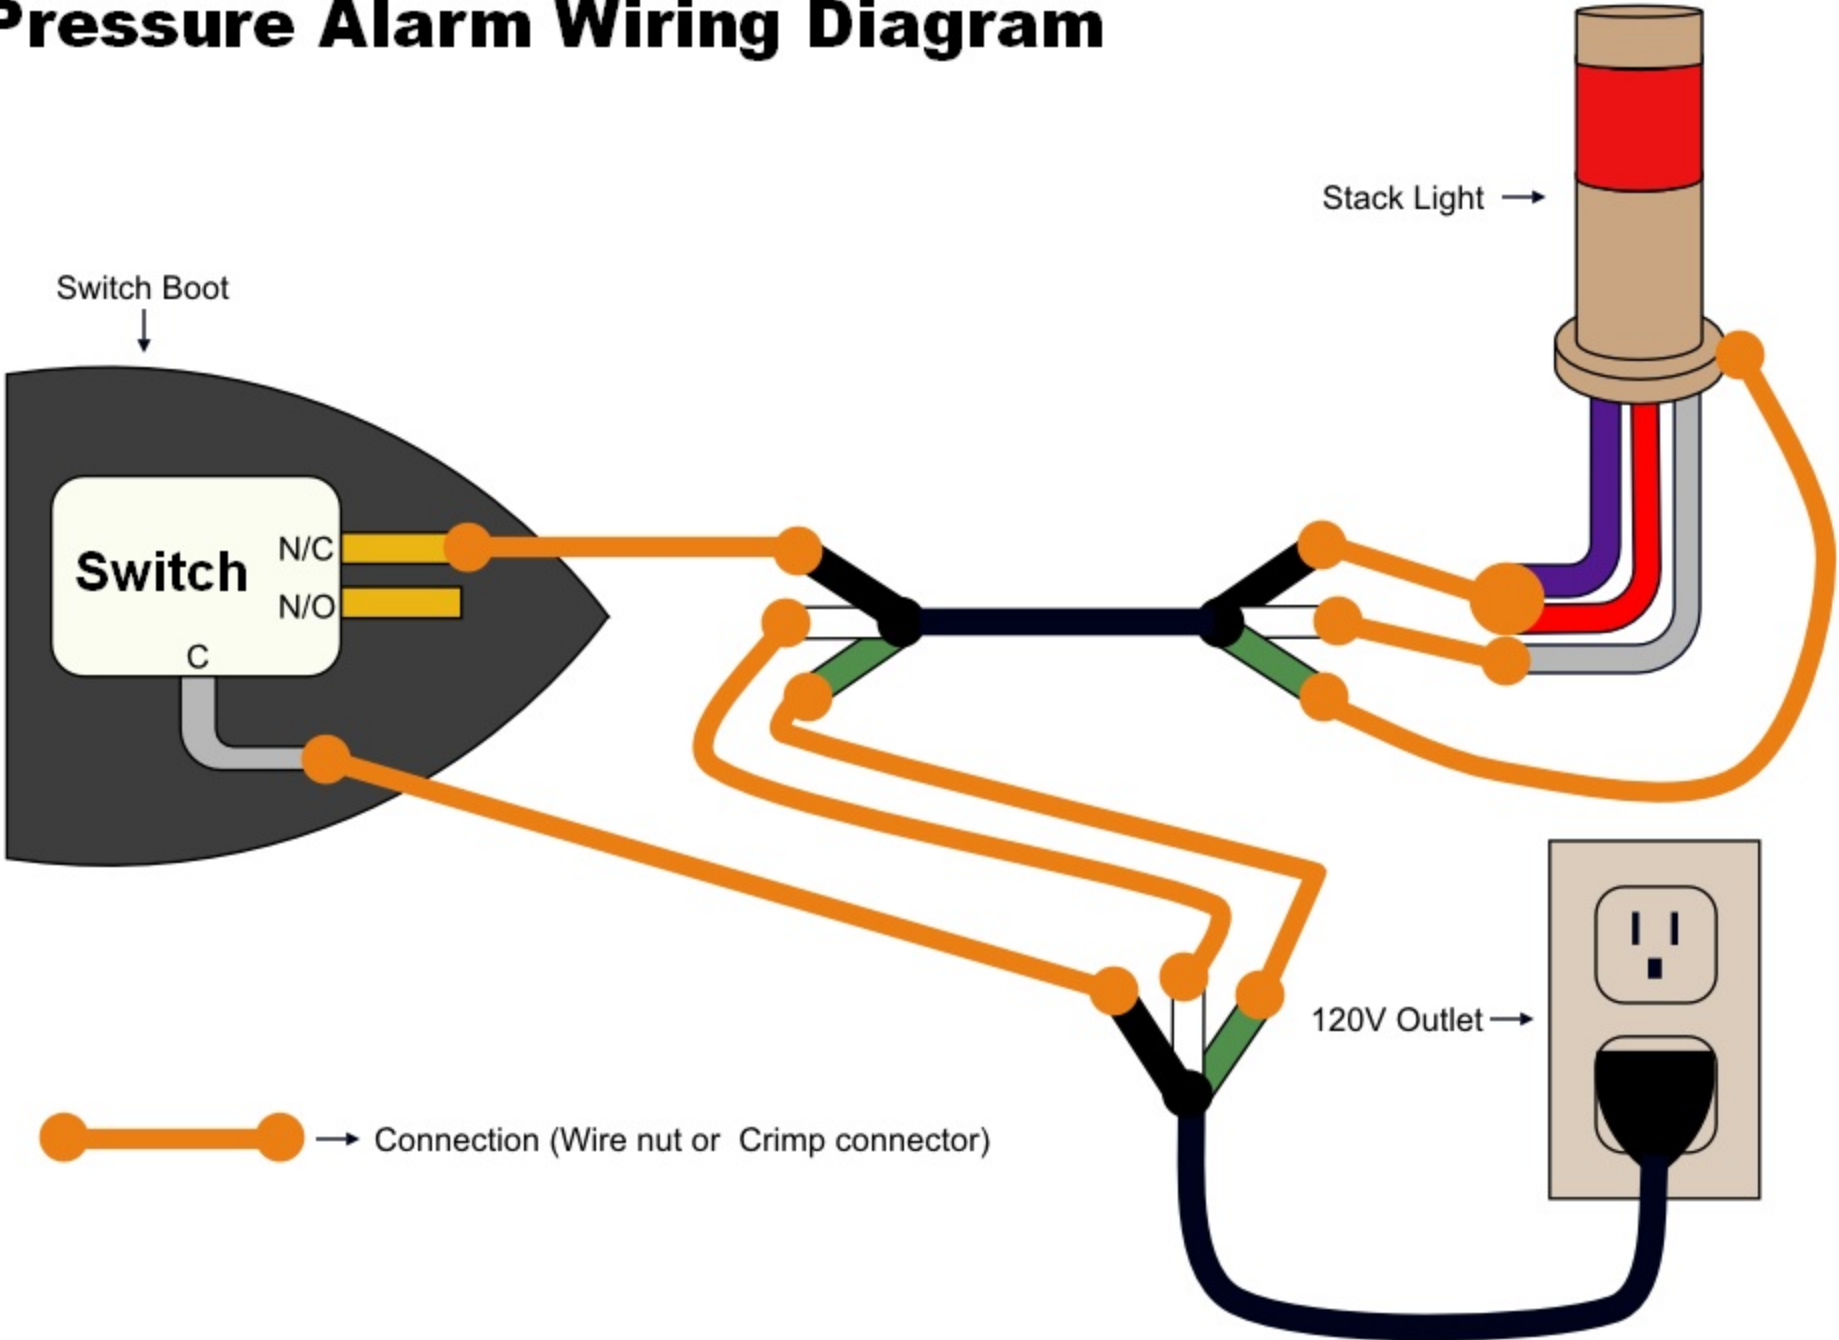 Pressure Alarm Wiring Diagram
Stack Light
Switch Boot
N/C
Switch
N/O
C
120V Outlet
Connection (Wire nut or Crimp connector)